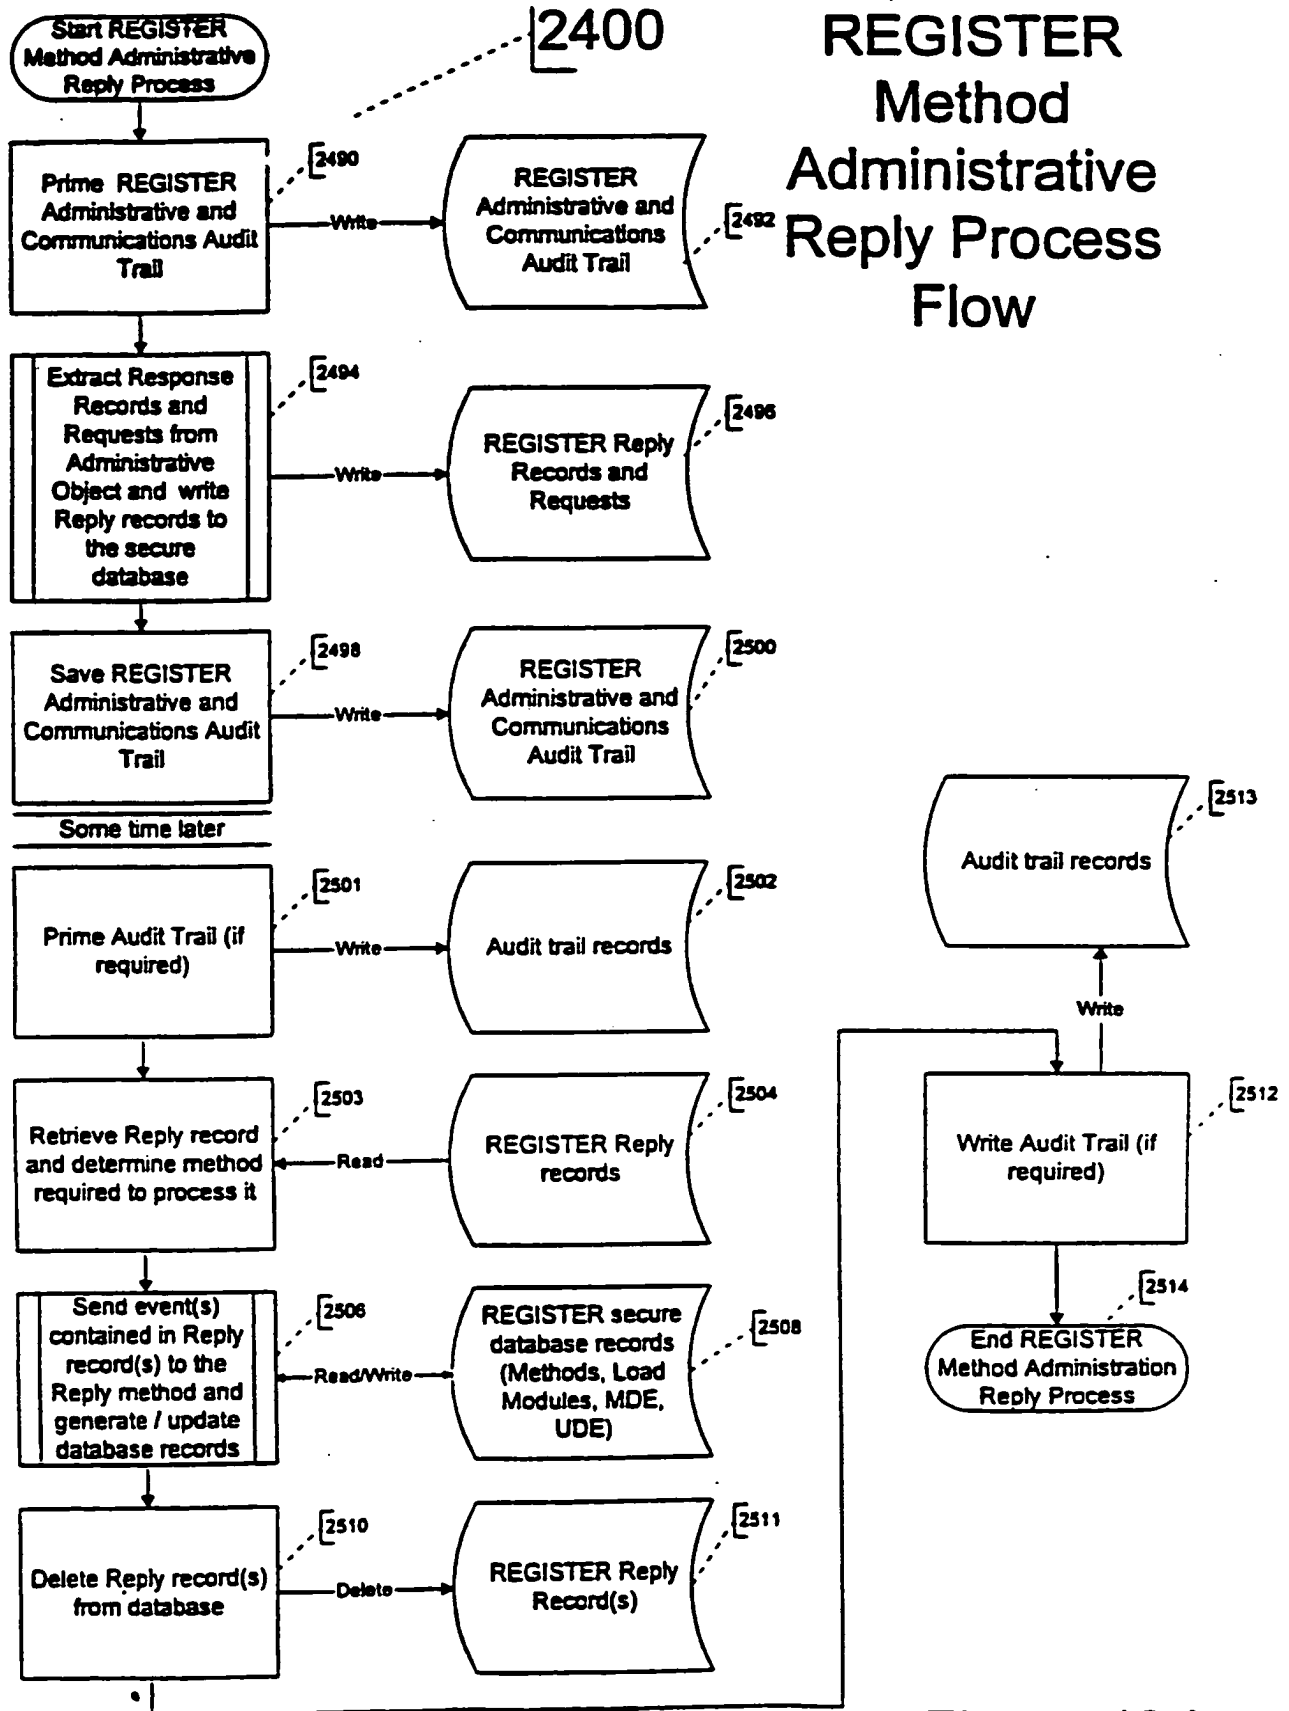 Start REGISTER
Method Administrative
Reply Process
2400
REGISTER
Method
Administrative
Reply Process
Flow
Prime REGISTER
Administrative and
Communications Audit
Trail
2490
Write
REGISTER
Administrative and
Communications
Audit Trail
2492
Extract Response
Records and
Requests from
Administrative
Object and write
Reply records to
the secure
database
2494
Write
REGISTER Reply
Records and
Requests
2496
Save REGISTER
Administrative and
Communications Audit
Trail
2498
Write
REGISTER
Administrative and
Communications
Audit Trail
2500
Some time later
Prime Audit Trail (if
required)
2501
Write
Audit trail records
2502
Retrieve Reply record
and determine method
required to process it
2503
Read
REGISTER Reply
records
2504
Send event(s)
contained in Reply
record(s) to the
Reply method and
generate / update
database records
2506
Read/Write
REGISTER secure
database records
(Methods, Load
Modules, MDE,
UDE)
2508
Delete Reply record(s)
from database
2510
Delete
REGISTER Reply
Record(s)
2511
Audit trail records
2513
Write
Write Audit Trail (if
required)
2512
2514
End REGISTER
Method Administration
Reply Process